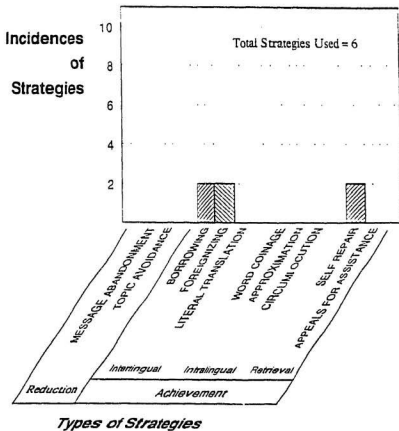 Incidences
of
Strategies
10
8
6
4
2
Total Strategies Used = 6
MESSAGE ABANDONMENT
TOPIC AVOIDANCE
BORROWING
FOREIGNIZING
LITERAL TRANSLATION
WORD COINAGE
APPROXIMATION
CIRCUMLOCUTION
SELF REPAIR
APPEALS FOR ASSISTANCE
Interlingual
Intralingual
Retrieval
Reduction
Achievement
Types of Strategies